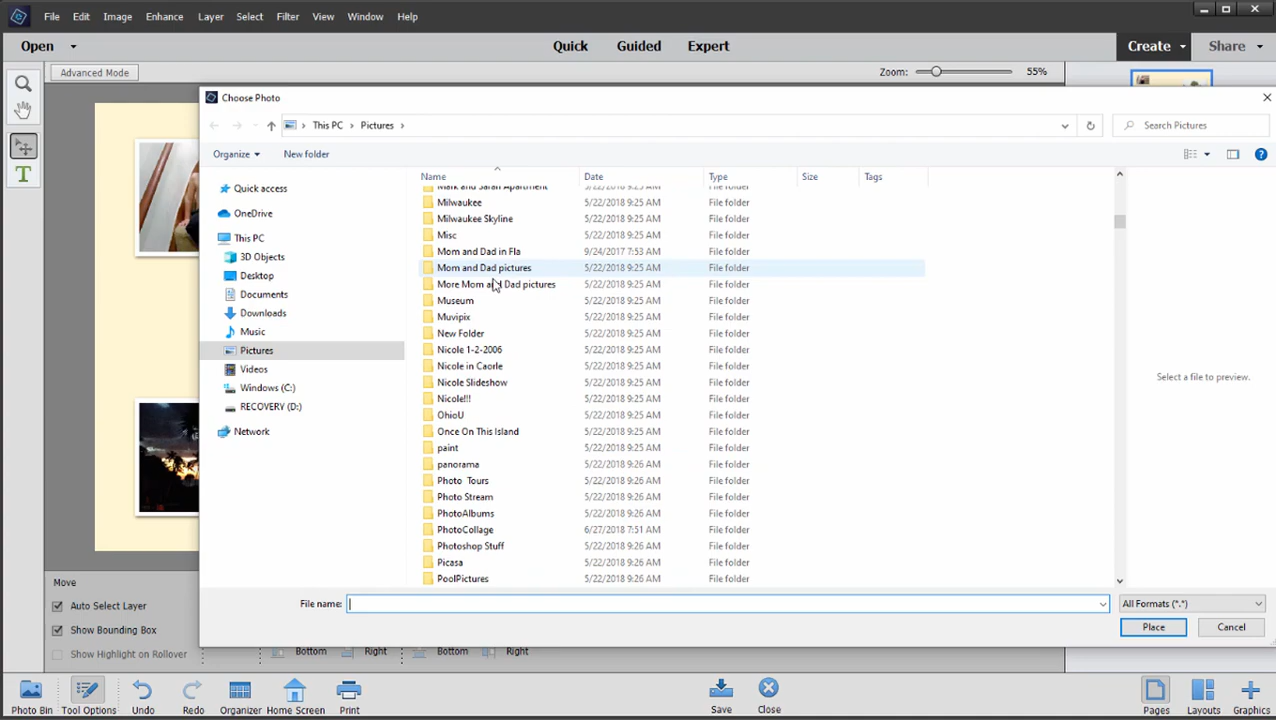 File Edit Image Enhance Layer Select Filter View Window Help
Open Quick Guided Expert Create Share
Advanced Mode Zoom: 55%
Choose Photo
This PC Pictures Search Pictures
Organize New folder
Name Date Type Size Tags
Quick access
OneDrive
This PC
3D Objects
Desktop
Documents
Downloads
Music
Pictures
Videos
Windows (C:)
RECOVERY (D:)
Network
Mark and Sarah Apartment 5/22/2018 9:25 AM File folder
Milwaukee 5/22/2018 9:25 AM File folder
Milwaukee Skyline 5/22/2018 9:25 AM File folder
Misc 5/22/2018 9:25 AM File folder
Mom and Dad in Fla 9/24/2017 7:53 AM File folder
Mom and Dad pictures 5/22/2018 9:25 AM File folder
More Mom and Dad pictures 5/22/2018 9:25 AM File folder
Museum 5/22/2018 9:25 AM File folder
Muvipix 5/22/2018 9:25 AM File folder
New Folder 5/22/2018 9:25 AM File folder
Nicole 1-2-2006 5/22/2018 9:25 AM File folder
Nicole in Caorle 5/22/2018 9:25 AM File folder
Nicole Slideshow 5/22/2018 9:25 AM File folder
Nicole!!! 5/22/2018 9:25 AM File folder
OhioU 5/22/2018 9:25 AM File folder
Once On This Island 5/22/2018 9:25 AM File folder
paint 5/22/2018 9:25 AM File folder
panorama 5/22/2018 9:26 AM File folder
Photo Tours 5/22/2018 9:26 AM File folder
Photo Stream 5/22/2018 9:26 AM File folder
PhotoAlbums 5/22/2018 9:26 AM File folder
PhotoCollage 6/27/2018 7:51 AM File folder
Photoshop Stuff 5/22/2018 9:26 AM File folder
Picasa 5/22/2018 9:26 AM File folder
PoolPictures 5/22/2018 9:26 AM File folder
Select a file to preview.
File name: All Formats (*.*)
Place Cancel
Move
Auto Select Layer
Show Bounding Box
Show Highlight on Rollover
Bottom Right Bottom Right
Photo Bin Tool Options Undo Redo Organizer Home Screen Print Save Close Pages Layouts Graphics